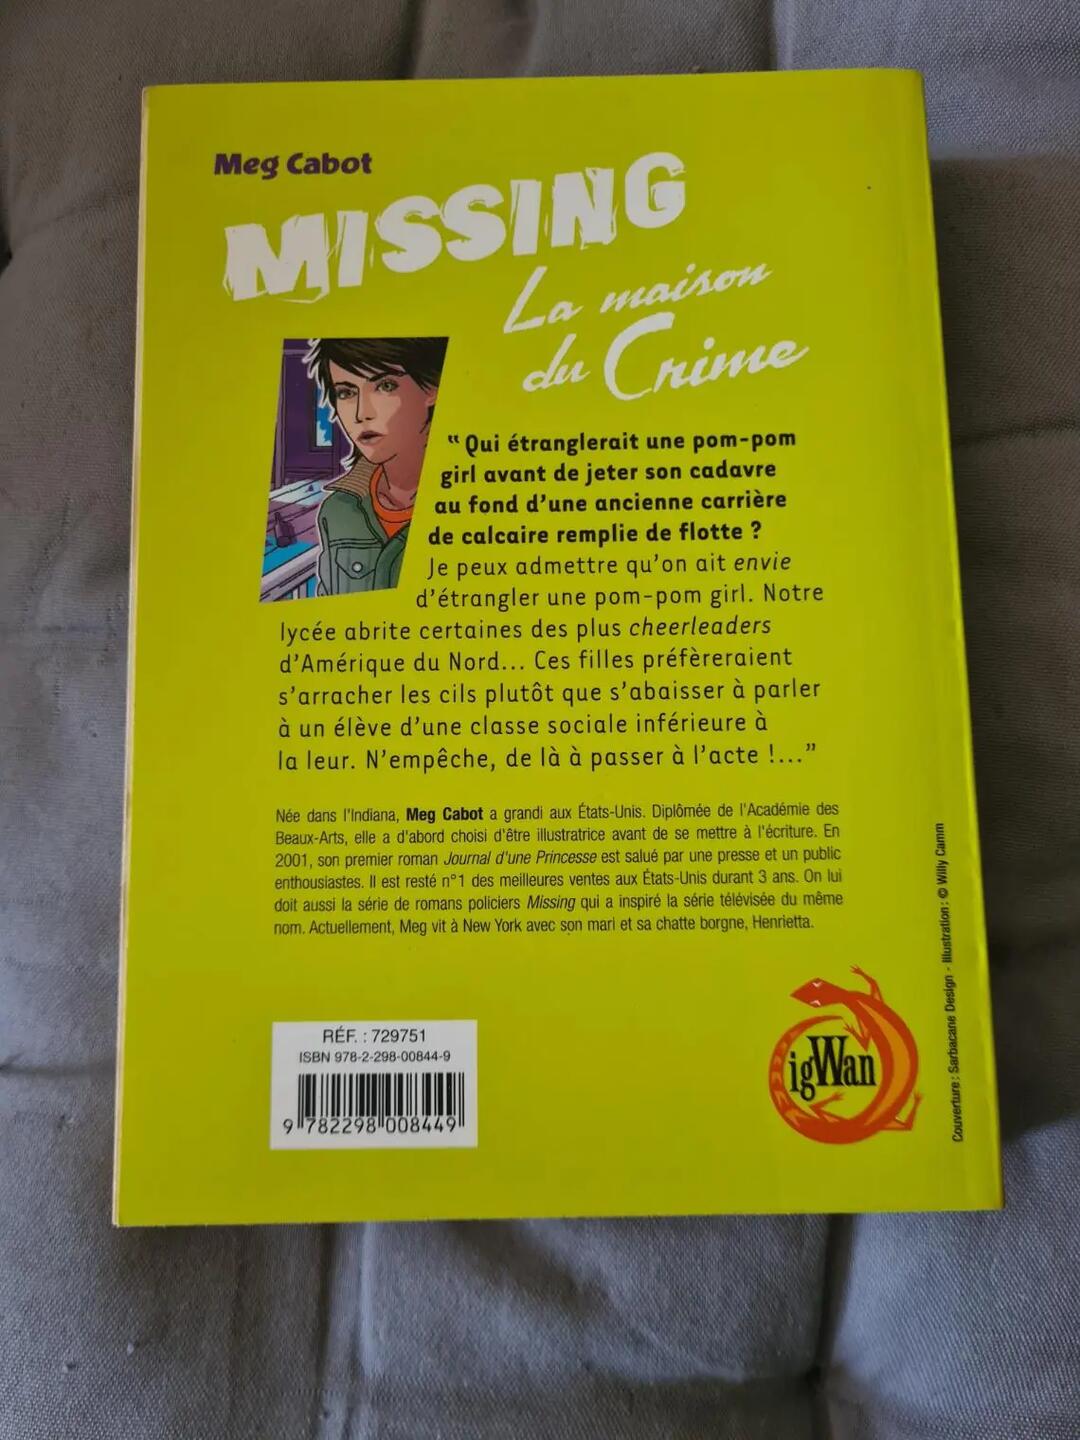 Meg Cabot
MISSING
La maison
du Crime
“ Qui étranglerait une pom-pom
girl avant de jeter son cadavre
au fond d’une ancienne carrière
de calcaire remplie de flotte ?
Je peux admettre qu’on ait envie
d’étrangler une pom-pom girl. Notre
lycée abrite certaines des plus cheerleaders
d’Amérique du Nord... Ces filles préfèreraient
s’arracher les cils plutôt que s’abaisser à parler
à un élève d’une classe sociale inférieure à
la leur. N’empêche, de là à passer à l’acte !...”
Née dans l'Indiana, Meg Cabot a grandi aux États-Unis. Diplômée de l'Académie des
Beaux-Arts, elle a d'abord choisi d'être illustratrice avant de se mettre à l'écriture. En
2001, son premier roman Journal d'une Princesse est salué par une presse et un public
enthousiastes. Il est resté n°1 des meilleures ventes aux États-Unis durant 3 ans. On lui
doit aussi la série de romans policiers Missing qui a inspiré la série télévisée du même
nom. Actuellement, Meg vit à New York avec son mari et sa chatte borgne, Henrietta.
Couverture : Sarbacane Design - Illustration : © Willy Camm
RÉF. : 729751
ISBN 978-2-298-00844-9
9 782298 008449
igWan